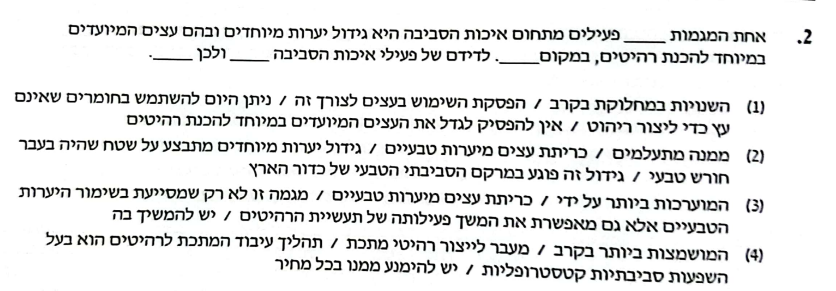 2. אחת המגמות _____ פעילים מתחום איכות הסביבה היא גידול יערות מיוחדים ובהם עצים המיועדים
במיוחד להכנת רהיטים, במקום _____. לדידם של פעילי איכות הסביבה _____ ולכן _____.
(1) השנויות במחלוקת בקרב / הפסקת השימוש בעצים לצורך זה / ניתן היום להשתמש בחומרים שאינם
עץ כדי ליצור ריהוט / אין להפסיק לגדל את העצים המיועדים במיוחד להכנת רהיטים
(2) ממנה מתעלמים / כריתת עצים מיערות טבעיים / גידול יערות מיוחדים מתבצע על שטח שהיה בעבר
חורש טבעי / גידול זה פוגע במרקם הסביבתי הטבעי של כדור הארץ
(3) המוערכות ביותר על ידי / כריתת עצים מיערות טבעיים / מגמה זו לא רק שמסייעת בשימור היערות
הטבעיים אלא גם מאפשרת את המשך פעילותה של תעשיית הרהיטים / יש להמשיך בה
(4) המושמצות ביותר בקרב / מעבר לייצור רהיטי מתכת / תהליך עיבוד המתכת לרהיטים הוא בעל
השפעות סביבתיות קטסטרופליות / יש להימנע ממנו בכל מחיר